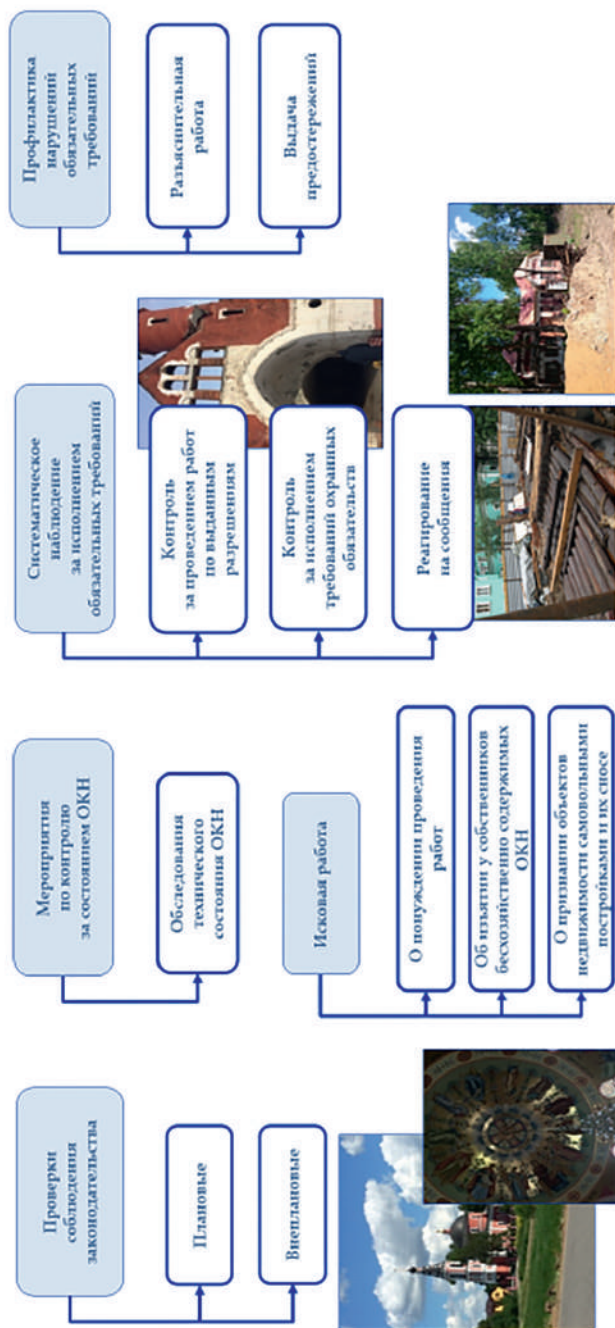 Проверки
соблюдения
законодательства
Плановые
Внеплановые
Мероприятия
по контролю
за состоянием ОКН
Обследования
технического
состояния ОКН
Исковая работа
О понуждении проведения
работ
Об изъятии у собственников
бесхозяйственно содержимых
ОКН
О признании объектов
недвижимости самовольными
постройками и их сносе
Систематическое
наблюдение
за исполнением
обязательных требований
Контроль
за проведением работ
по выданным
разрешениям
Контроль
за исполнением
требований охранных
обязательств
Реагирование
на сообщения
Профилактика
нарушений
обязательных
требований
Разъяснительная
работа
Выдача
предостережений